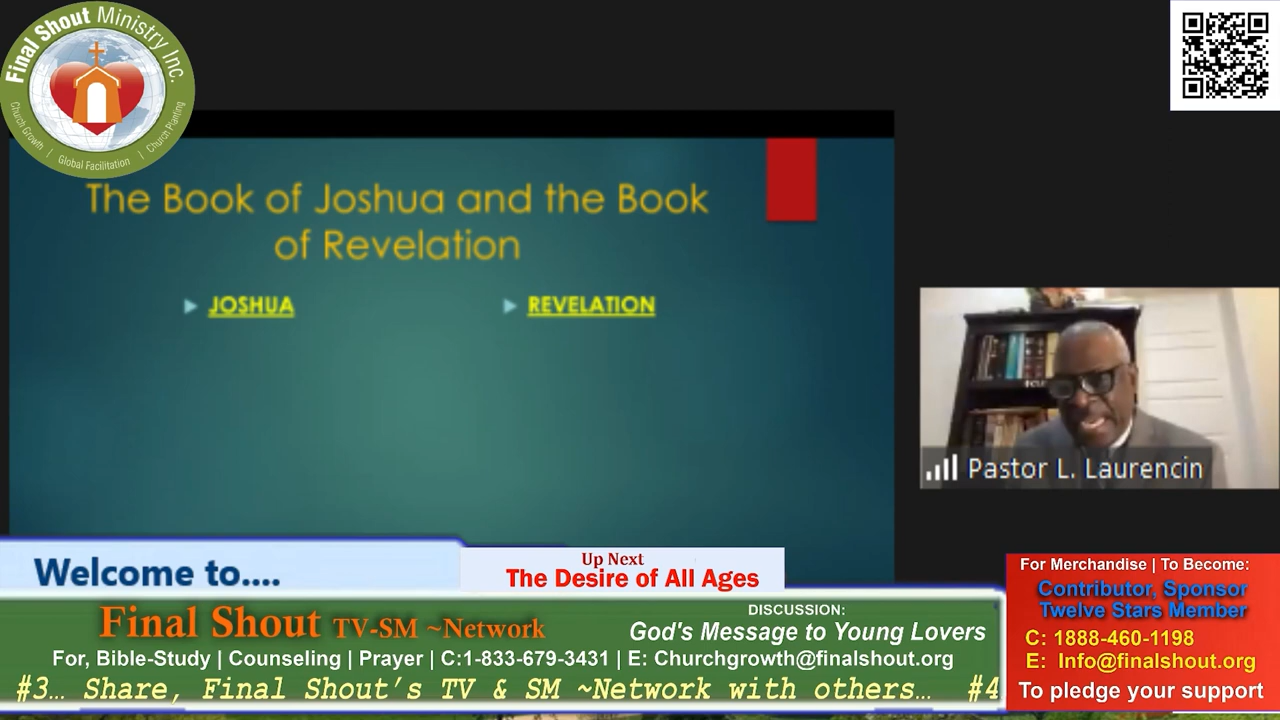 Final Shout Ministry Inc.
Church Growth | Global Facilitation | Church Planting
The Book of Joshua and the Book
of Revelation
JOSHUA
REVELATION
Pastor L. Laurencin
Welcome to....
Up Next
The Desire of All Ages
Final Shout TV-SM ~Network
DISCUSSION:
God's Message to Young Lovers
For, Bible-Study | Counseling | Prayer | C:1-833-679-3431 | E: Churchgrowth@finalshout.org
#3… Share, Final Shout’s TV & SM ~Network with others… #4
For Merchandise | To Become:
Contributor, Sponsor
Twelve Stars Member
C: 1888-460-1198
E: Info@finalshout.org
To pledge your support